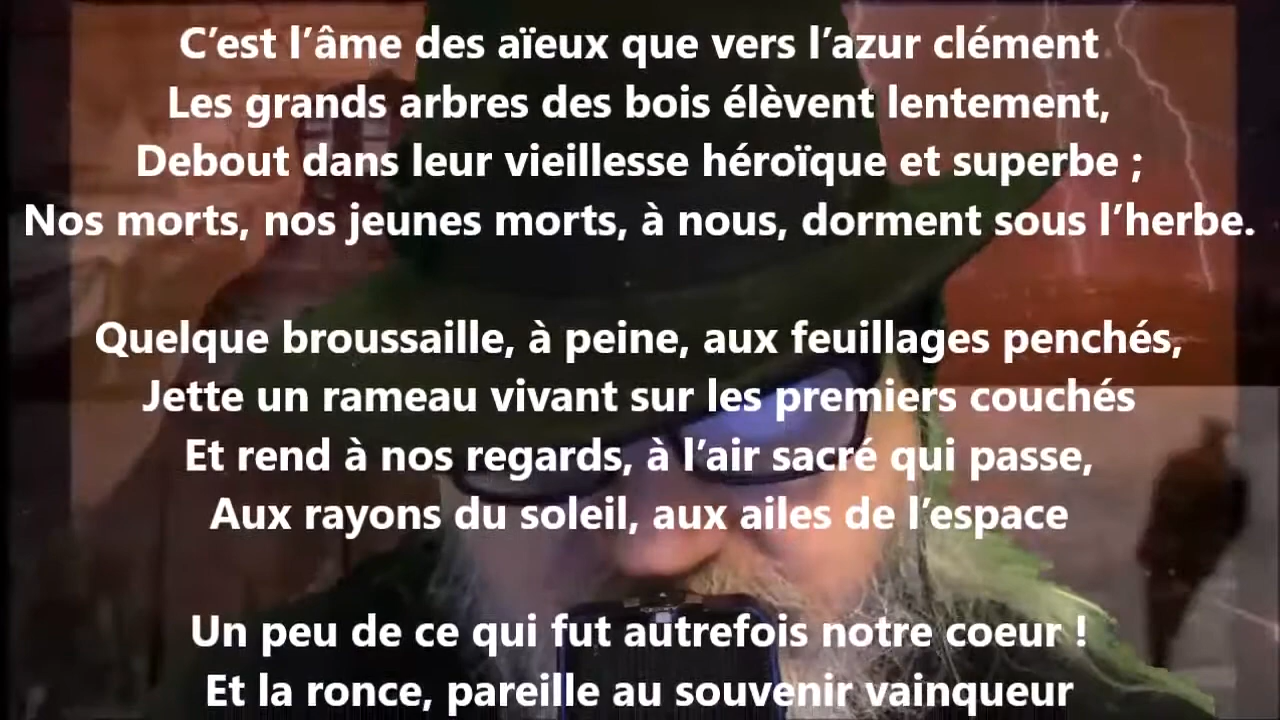 C’est l’âme des aïeux que vers l’azur clément
Les grands arbres des bois élèvent lentement,
Debout dans leur vieillesse héroïque et superbe ;
Nos morts, nos jeunes morts, à nous, dorment sous l’herbe.
Quelque broussaille, à peine, aux feuillages penchés,
Jette un rameau vivant sur les premiers couchés
Et rend à nos regards, à l’air sacré qui passe,
Aux rayons du soleil, aux ailes de l’espace
Un peu de ce qui fut autrefois notre coeur !
Et la ronce, pareille au souvenir vainqueur